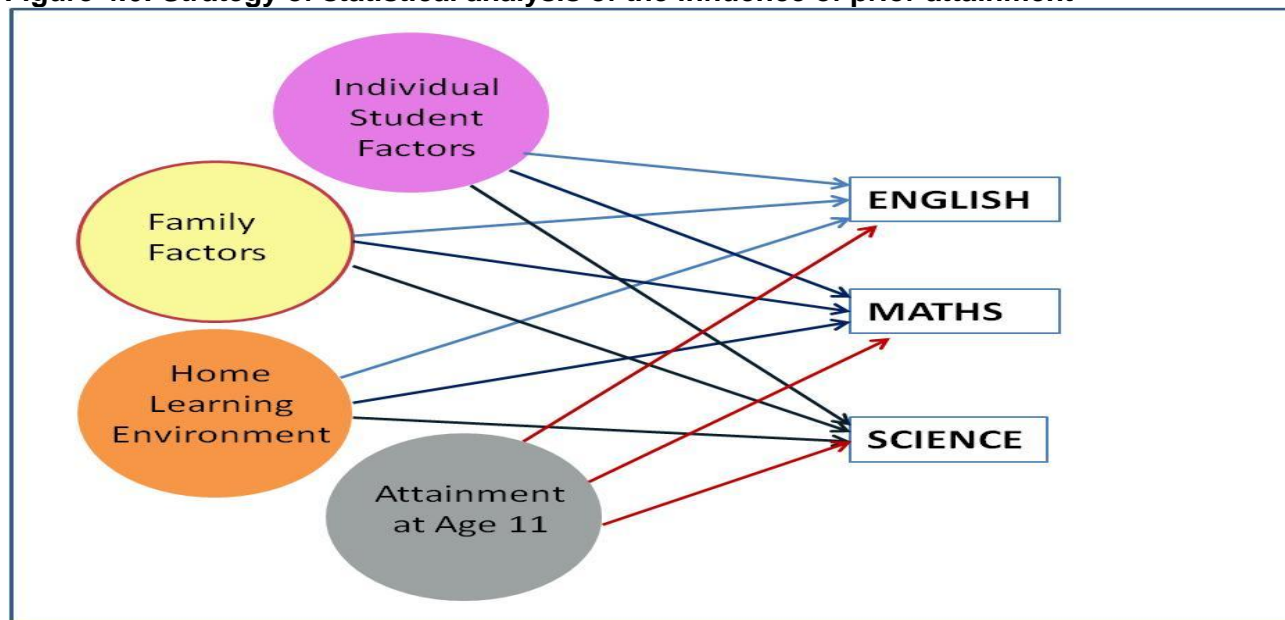 Individual
Student
Factors
ENGLISH
Family
Factors
MATHS
Home
Learning
Environment
SCIENCE
Attainment
at Age 11